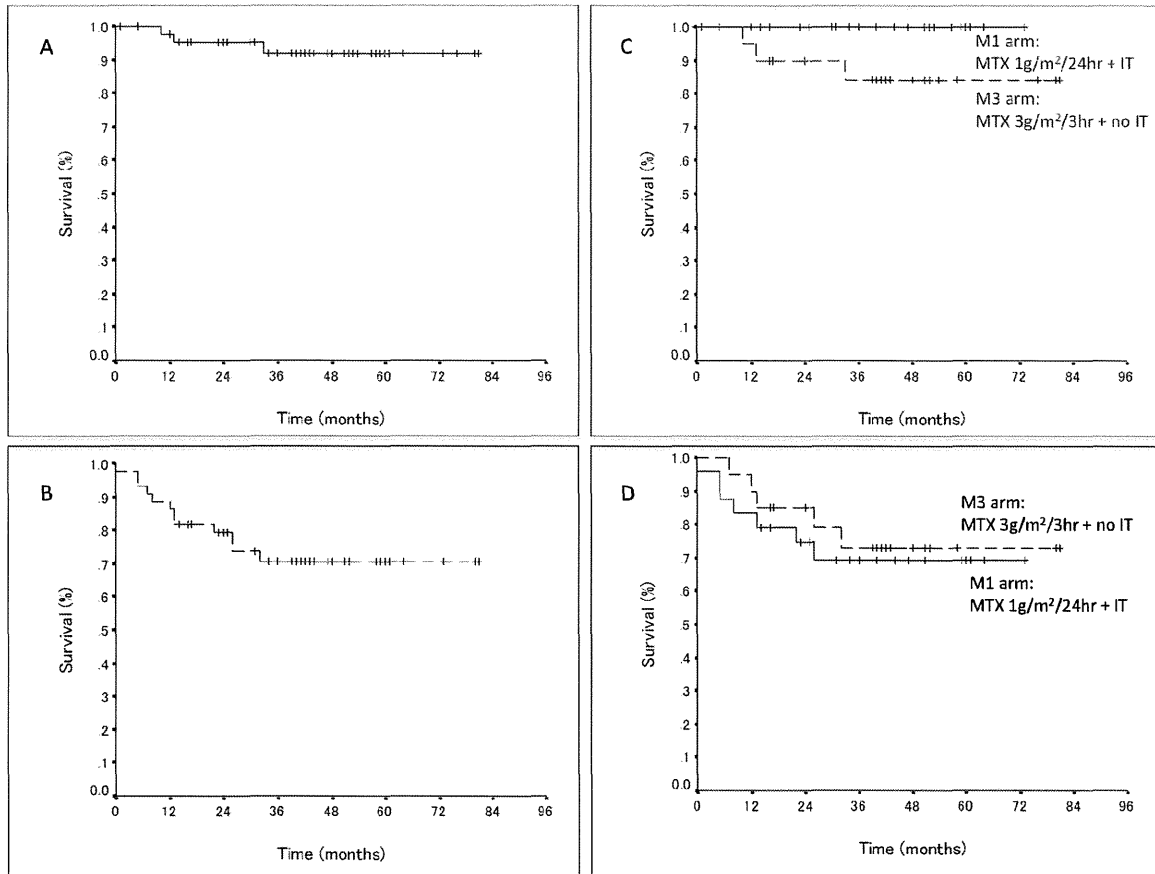 A
Survival (%)
1.0
.9
.8
.7
.6
.5
.4
.3
.2
.1
0.0
0 12 24 36 48 60 72 84 96
Time (months)
C
Survival (%)
1.0
.9
.8
.7
.6
.5
.4
.3
.2
.1
0.0
M1 arm:
MTX 1g/m²/24hr + IT
M3 arm:
MTX 3g/m²/3hr + no IT
0 12 24 36 48 60 72 84 96
Time (months)
B
Survival (%)
1.0
.9
.8
.7
.6
.5
.4
.3
.2
.1
0.0
0 12 24 36 48 60 72 84 96
Time (months)
D
Survival (%)
1.0
.9
.8
.7
.6
.5
.4
.3
.2
.1
0.0
M3 arm:
MTX 3g/m²/3hr + no IT
M1 arm:
MTX 1g/m²/24hr + IT
0 12 24 36 48 60 72 84 96
Time (months)